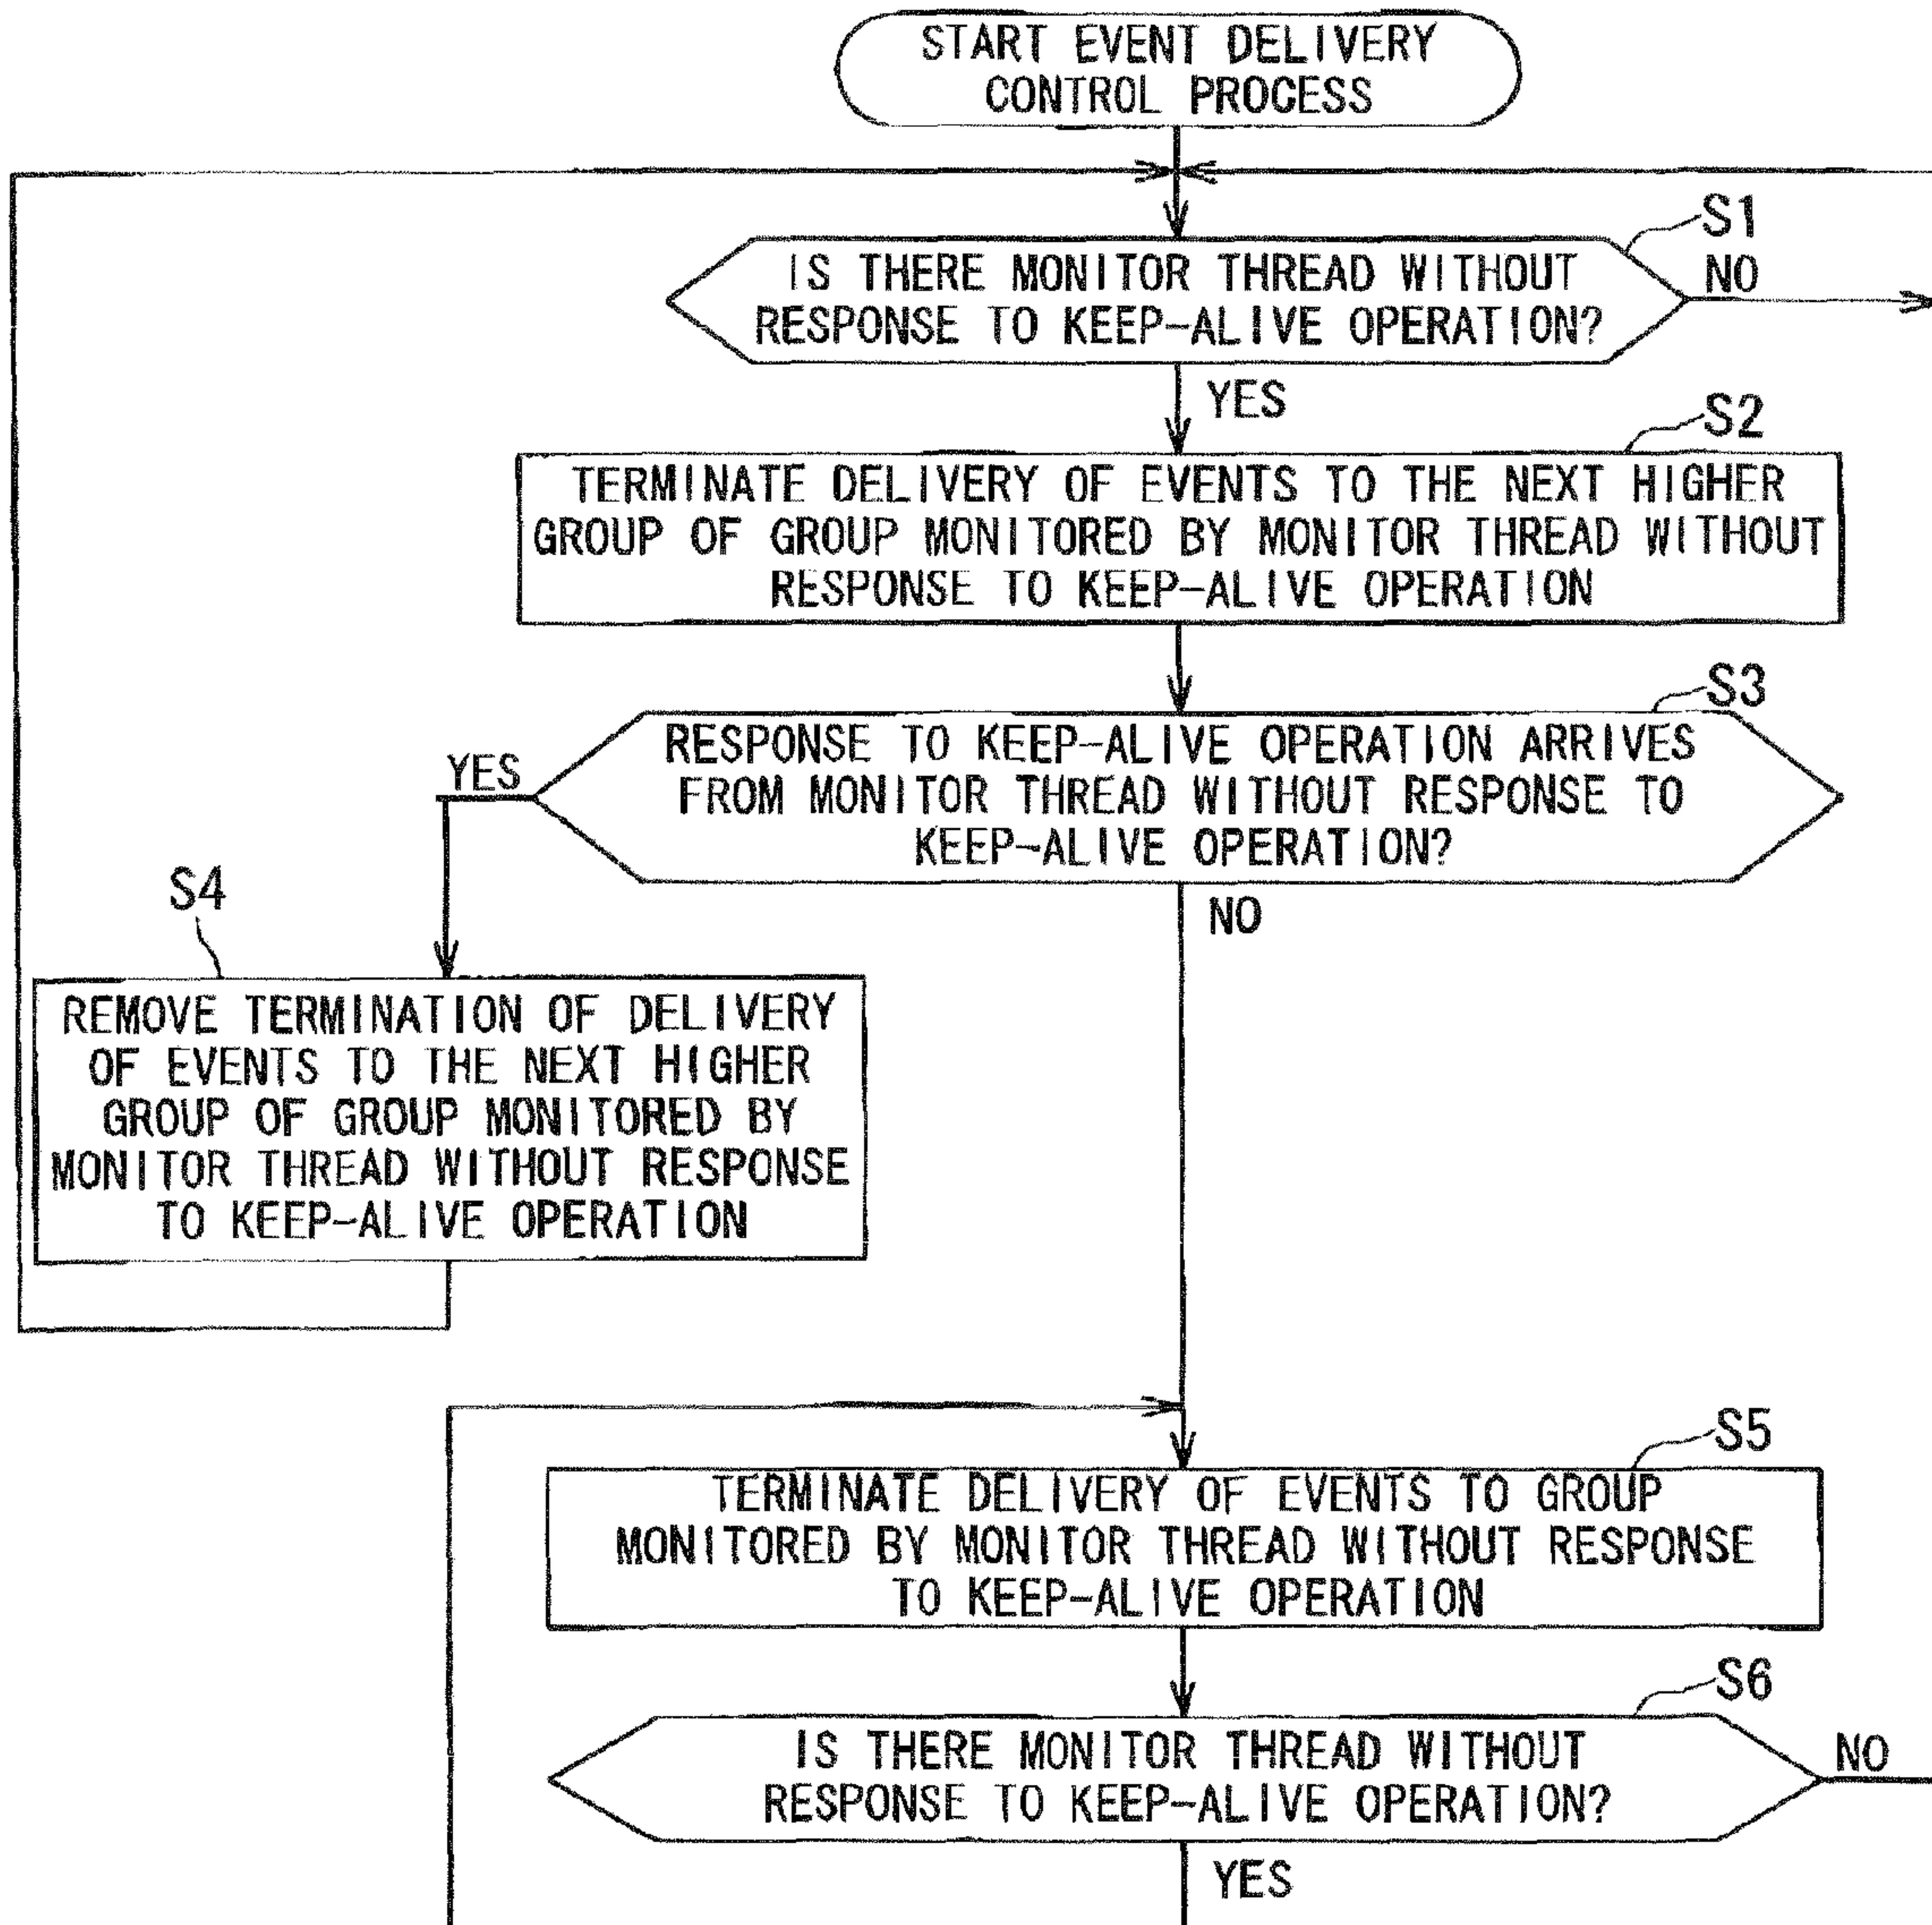 START EVENT DELIVERY
CONTROL PROCESS
S1
IS THERE MONITOR THREAD WITHOUT
RESPONSE TO KEEP-ALIVE OPERATION?
NO
YES
S2
TERMINATE DELIVERY OF EVENTS TO THE NEXT HIGHER
GROUP OF GROUP MONITORED BY MONITOR THREAD WITHOUT
RESPONSE TO KEEP-ALIVE OPERATION
S3
RESPONSE TO KEEP-ALIVE OPERATION ARRIVES
FROM MONITOR THREAD WITHOUT RESPONSE TO
KEEP-ALIVE OPERATION?
YES
NO
S4
REMOVE TERMINATION OF DELIVERY
OF EVENTS TO THE NEXT HIGHER
GROUP OF GROUP MONITORED BY
MONITOR THREAD WITHOUT RESPONSE
TO KEEP-ALIVE OPERATION
S5
TERMINATE DELIVERY OF EVENTS TO GROUP
MONITORED BY MONITOR THREAD WITHOUT RESPONSE
TO KEEP-ALIVE OPERATION
S6
IS THERE MONITOR THREAD WITHOUT
RESPONSE TO KEEP-ALIVE OPERATION?
NO
YES